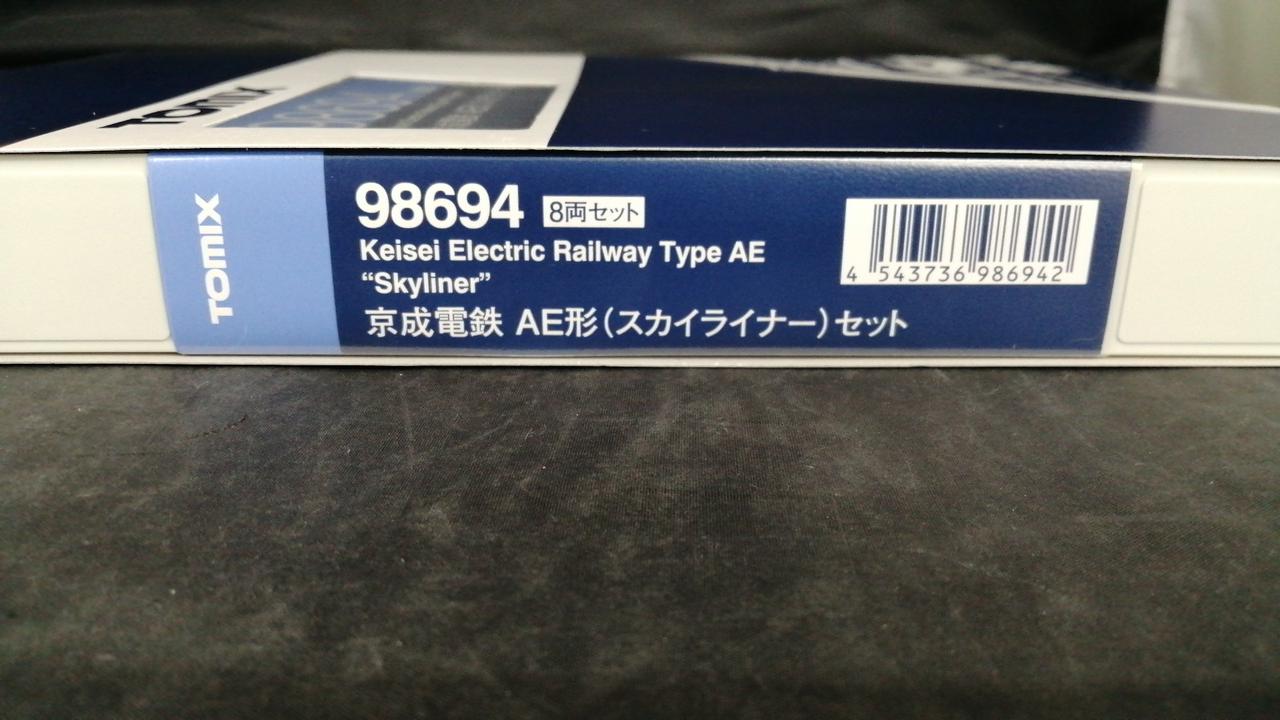 TOMIX
TOMIX
98694 8両セット
Keisei Electric Railway Type AE
“Skyliner”
京成電鉄 AE形(スカイライナー)セット
4 543736 986942